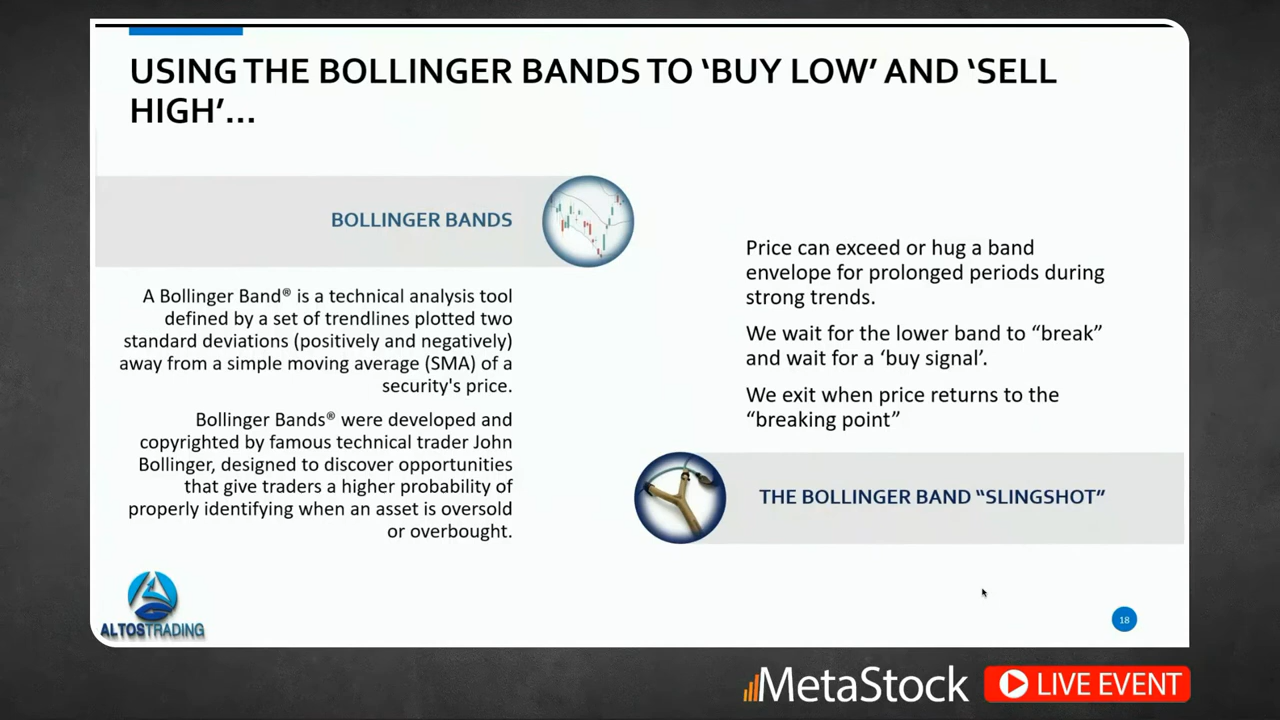 USING THE BOLLINGER BANDS TO ‘BUY LOW’ AND ‘SELL
HIGH’...
BOLLINGER BANDS
A Bollinger Band® is a technical analysis tool
defined by a set of trendlines plotted two
standard deviations (positively and negatively)
away from a simple moving average (SMA) of a
security's price.
Bollinger Bands® were developed and
copyrighted by famous technical trader John
Bollinger, designed to discover opportunities
that give traders a higher probability of
properly identifying when an asset is oversold
or overbought.
Price can exceed or hug a band
envelope for prolonged periods during
strong trends.
We wait for the lower band to “break”
and wait for a ‘buy signal’.
We exit when price returns to the
“breaking point”
THE BOLLINGER BAND “SLINGSHOT”
ALTOSTRADING
18
MetaStock
LIVE EVENT